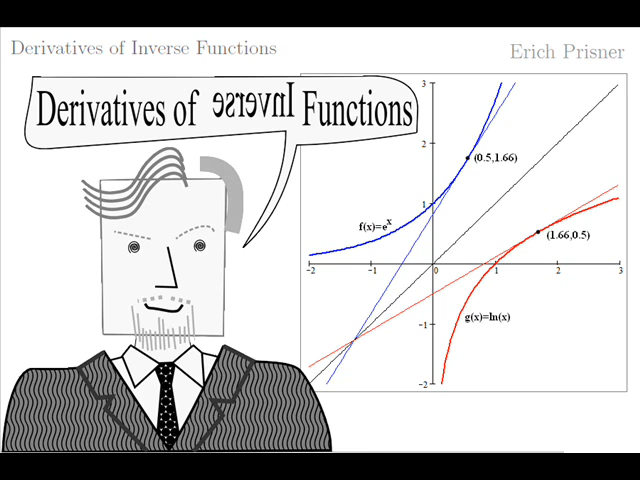 Derivatives of Inverse Functions
Erich Prisner
Derivatives of Inverse Functions
3
2
1
-1
-2
-2
-1
0
1
2
3
(0.5,1.66)
f(x)=e^x
(1.66,0.5)
g(x)=ln(x)